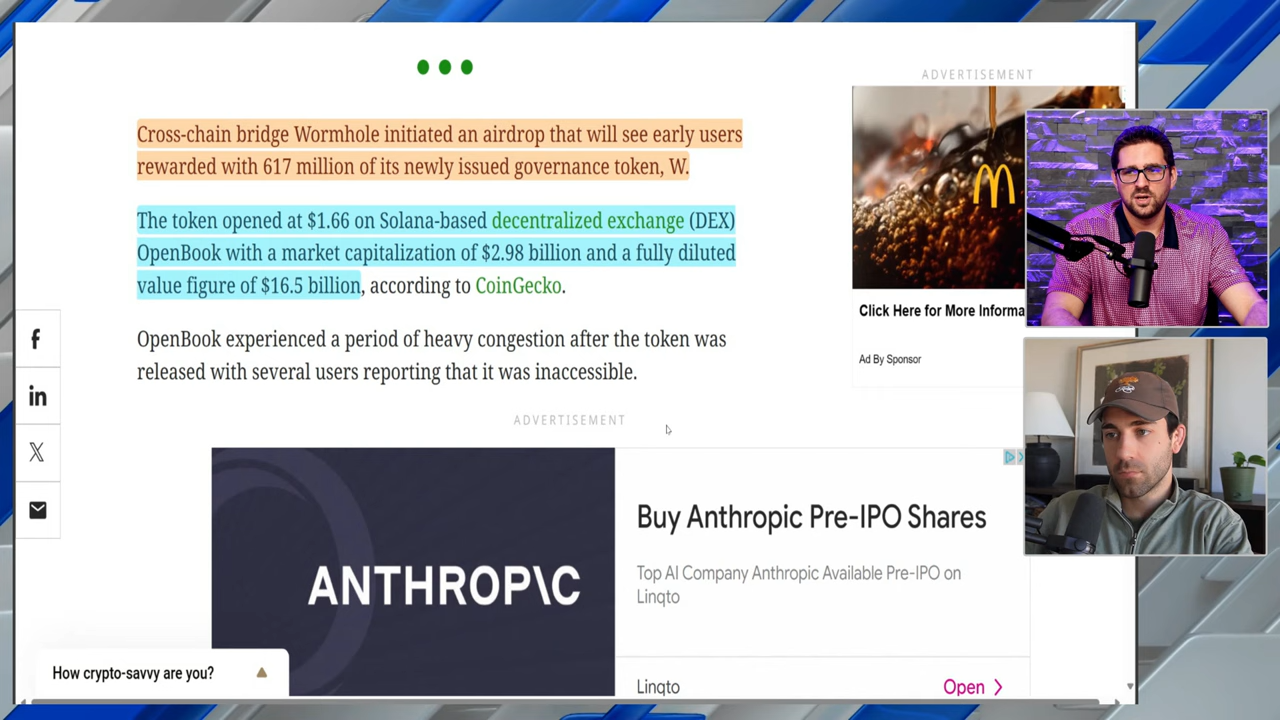 ADVERTISEMENT
Cross-chain bridge Wormhole initiated an airdrop that will see early users
rewarded with 617 million of its newly issued governance token, W.
The token opened at $1.66 on Solana-based decentralized exchange (DEX)
OpenBook with a market capitalization of $2.98 billion and a fully diluted
value figure of $16.5 billion, according to CoinGecko.
Click Here for More Informa
Ad By Sponsor
OpenBook experienced a period of heavy congestion after the token was
released with several users reporting that it was inaccessible.
ADVERTISEMENT
ANTHROP\C
Buy Anthropic Pre-IPO Shares
Top AI Company Anthropic Available Pre-IPO on
Linqto
Linqto
Open
How crypto-savvy are you?